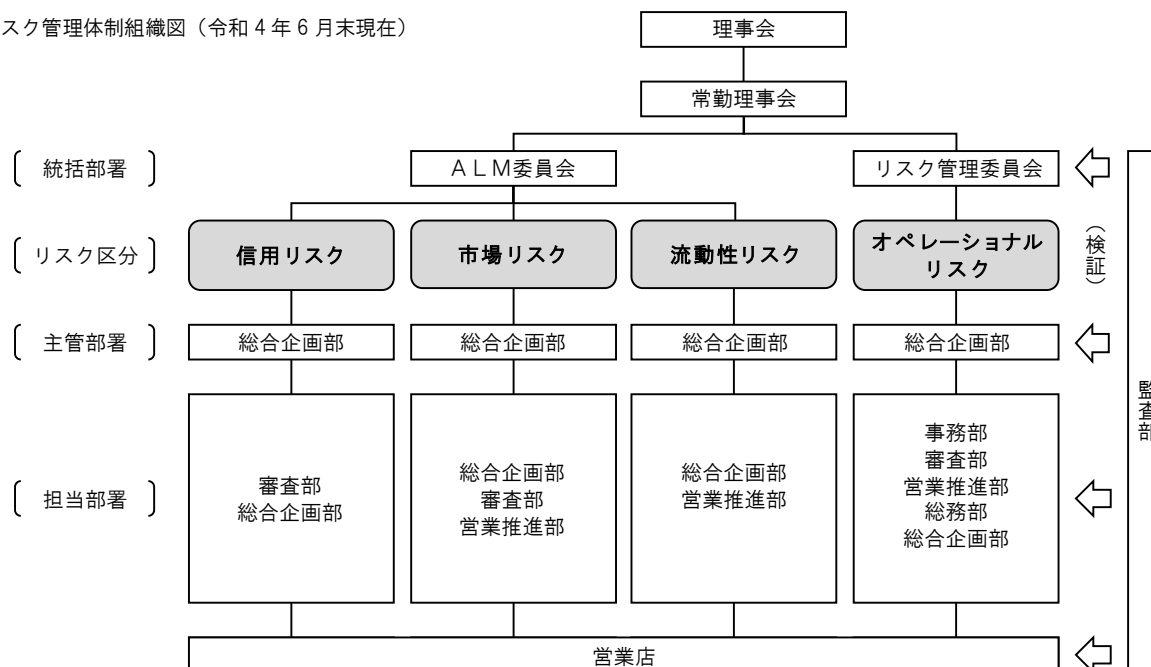 スク管理体制組織図（令和４年６月末現在）
理事会
常勤理事会
統括部署
ＡＬＭ委員会
リスク管理委員会
リスク区分
信用リスク
市場リスク
流動性リスク
オペレーショナル
リスク
（検証）
主管部署
総合企画部
総合企画部
総合企画部
総合企画部
監査部
担当部署
審査部
総合企画部
総合企画部
審査部
営業推進部
総合企画部
営業推進部
事務部
審査部
営業推進部
総務部
総合企画部
営業店